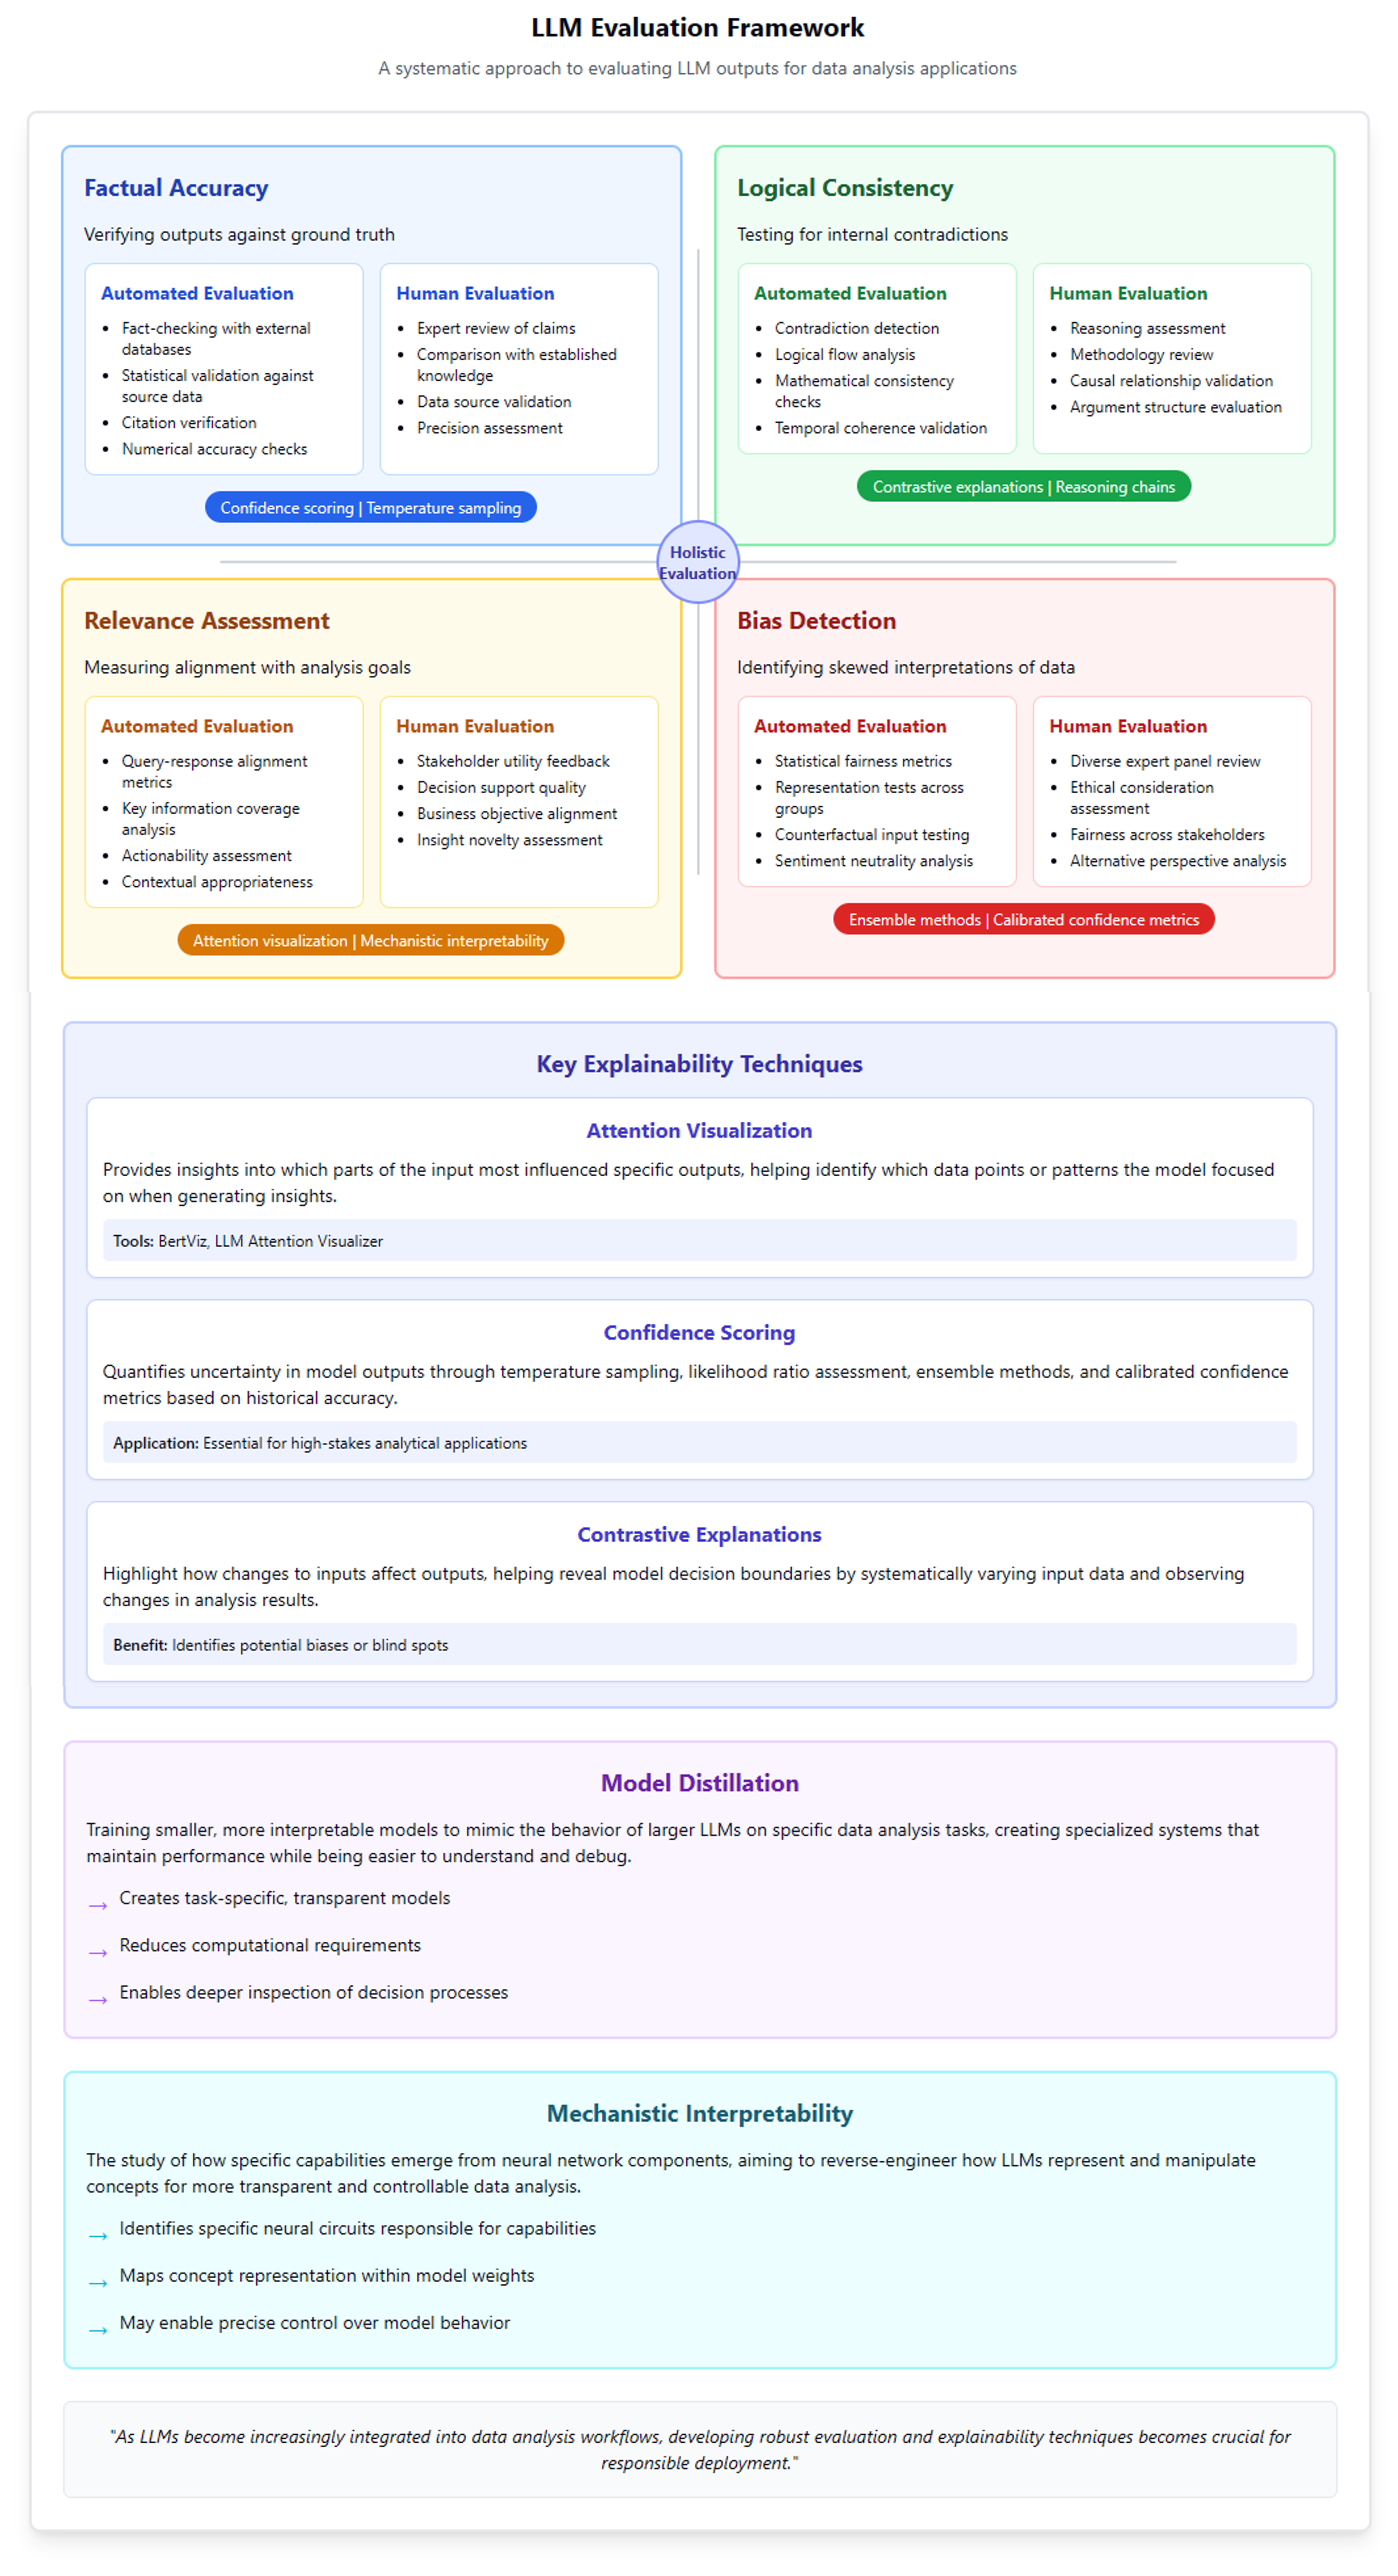 LLM Evaluation Framework
A systematic approach to evaluating LLM outputs for data analysis applications
Factual Accuracy
Verifying outputs against ground truth
Automated Evaluation
• Fact-checking with external
databases
• Statistical validation against
source data
• Citation verification
• Numerical accuracy checks
Human Evaluation
• Expert review of claims
• Comparison with established
knowledge
• Data source validation
• Precision assessment
Confidence scoring | Temperature sampling
Logical Consistency
Testing for internal contradictions
Automated Evaluation
• Contradiction detection
• Logical flow analysis
• Mathematical consistency
checks
• Temporal coherence validation
Human Evaluation
• Reasoning assessment
• Methodology review
• Causal relationship validation
• Argument structure evaluation
Contrastive explanations | Reasoning chains
Holistic
Evaluation
Relevance Assessment
Measuring alignment with analysis goals
Automated Evaluation
• Query-response alignment
metrics
• Key information coverage
analysis
• Actionability assessment
• Contextual appropriateness
Human Evaluation
• Stakeholder utility feedback
• Decision support quality
• Business objective alignment
• Insight novelty assessment
Attention visualization | Mechanistic interpretability
Bias Detection
Identifying skewed interpretations of data
Automated Evaluation
• Statistical fairness metrics
• Representation tests across
groups
• Counterfactual input testing
• Sentiment neutrality analysis
Human Evaluation
• Diverse expert panel review
• Ethical consideration
assessment
• Fairness across stakeholders
• Alternative perspective analysis
Ensemble methods | Calibrated confidence metrics
Key Explainability Techniques
Attention Visualization
Provides insights into which parts of the input most influenced specific outputs, helping identify which data points or patterns the model focused
on when generating insights.
Tools: BertViz, LLM Attention Visualizer
Confidence Scoring
Quantifies uncertainty in model outputs through temperature sampling, likelihood ratio assessment, ensemble methods, and calibrated confidence
metrics based on historical accuracy.
Application: Essential for high-stakes analytical applications
Contrastive Explanations
Highlight how changes to inputs affect outputs, helping reveal model decision boundaries by systematically varying input data and observing
changes in analysis results.
Benefit: Identifies potential biases or blind spots
Model Distillation
Training smaller, more interpretable models to mimic the behavior of larger LLMs on specific data analysis tasks, creating specialized systems that
maintain performance while being easier to understand and debug.
→ Creates task-specific, transparent models
→ Reduces computational requirements
→ Enables deeper inspection of decision processes
Mechanistic Interpretability
The study of how specific capabilities emerge from neural network components, aiming to reverse-engineer how LLMs represent and manipulate
concepts for more transparent and controllable data analysis.
→ Identifies specific neural circuits responsible for capabilities
→ Maps concept representation within model weights
→ May enable precise control over model behavior
"As LLMs become increasingly integrated into data analysis workflows, developing robust evaluation and explainability techniques becomes crucial for
responsible deployment."